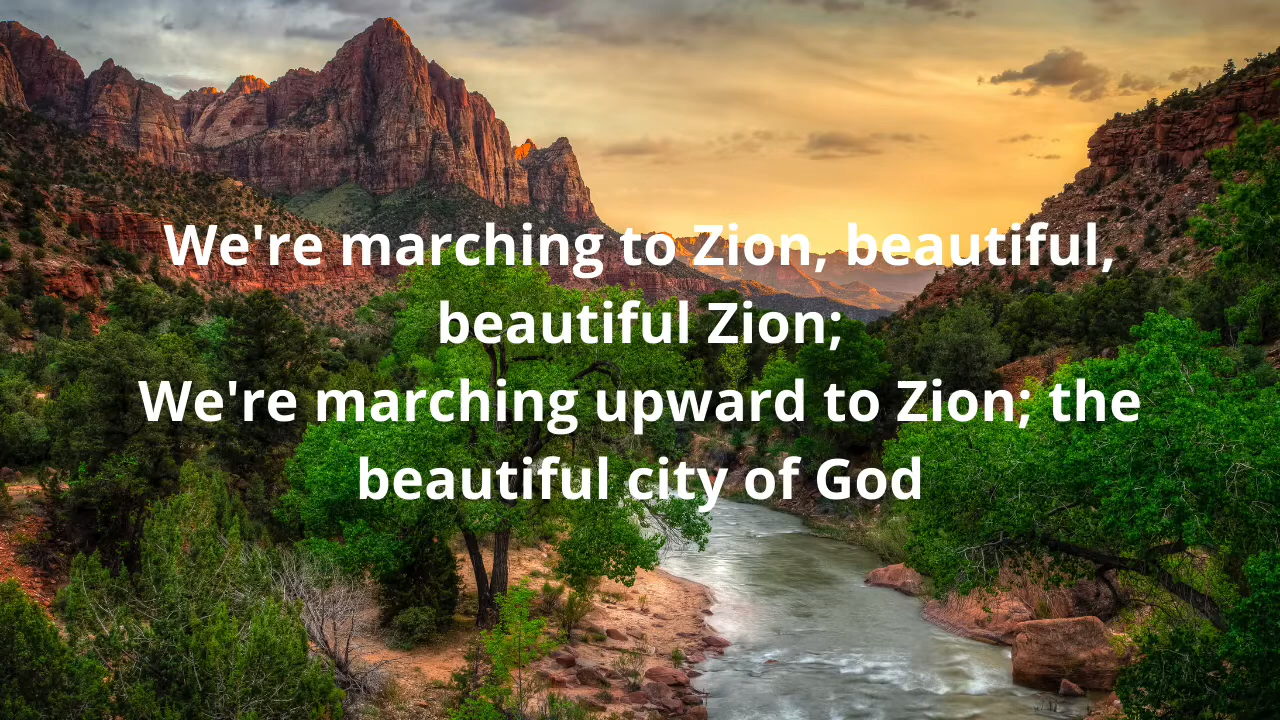 We're marching to Zion, beautiful,
beautiful Zion;
We're marching upward to Zion; the
beautiful city of God